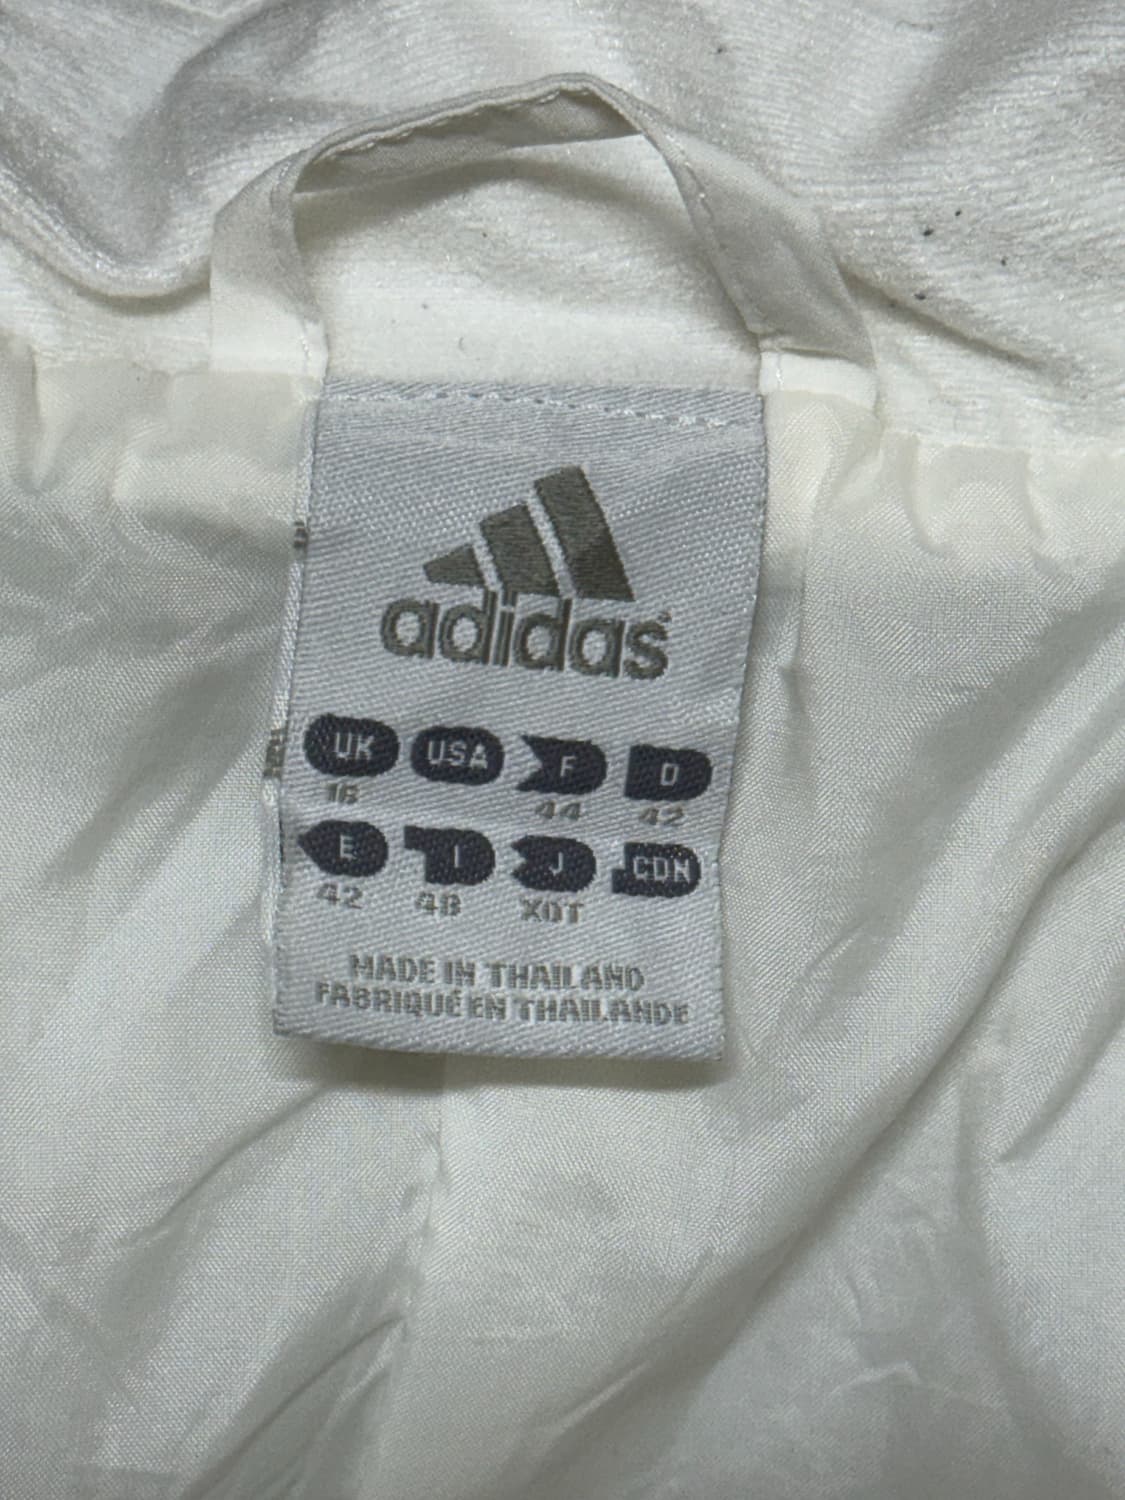 adidas
UK USA F D
16 44 42
E I J CDN
42 48 XOT
MADE IN THAILAND
FABRIQUÉ EN THAILANDE